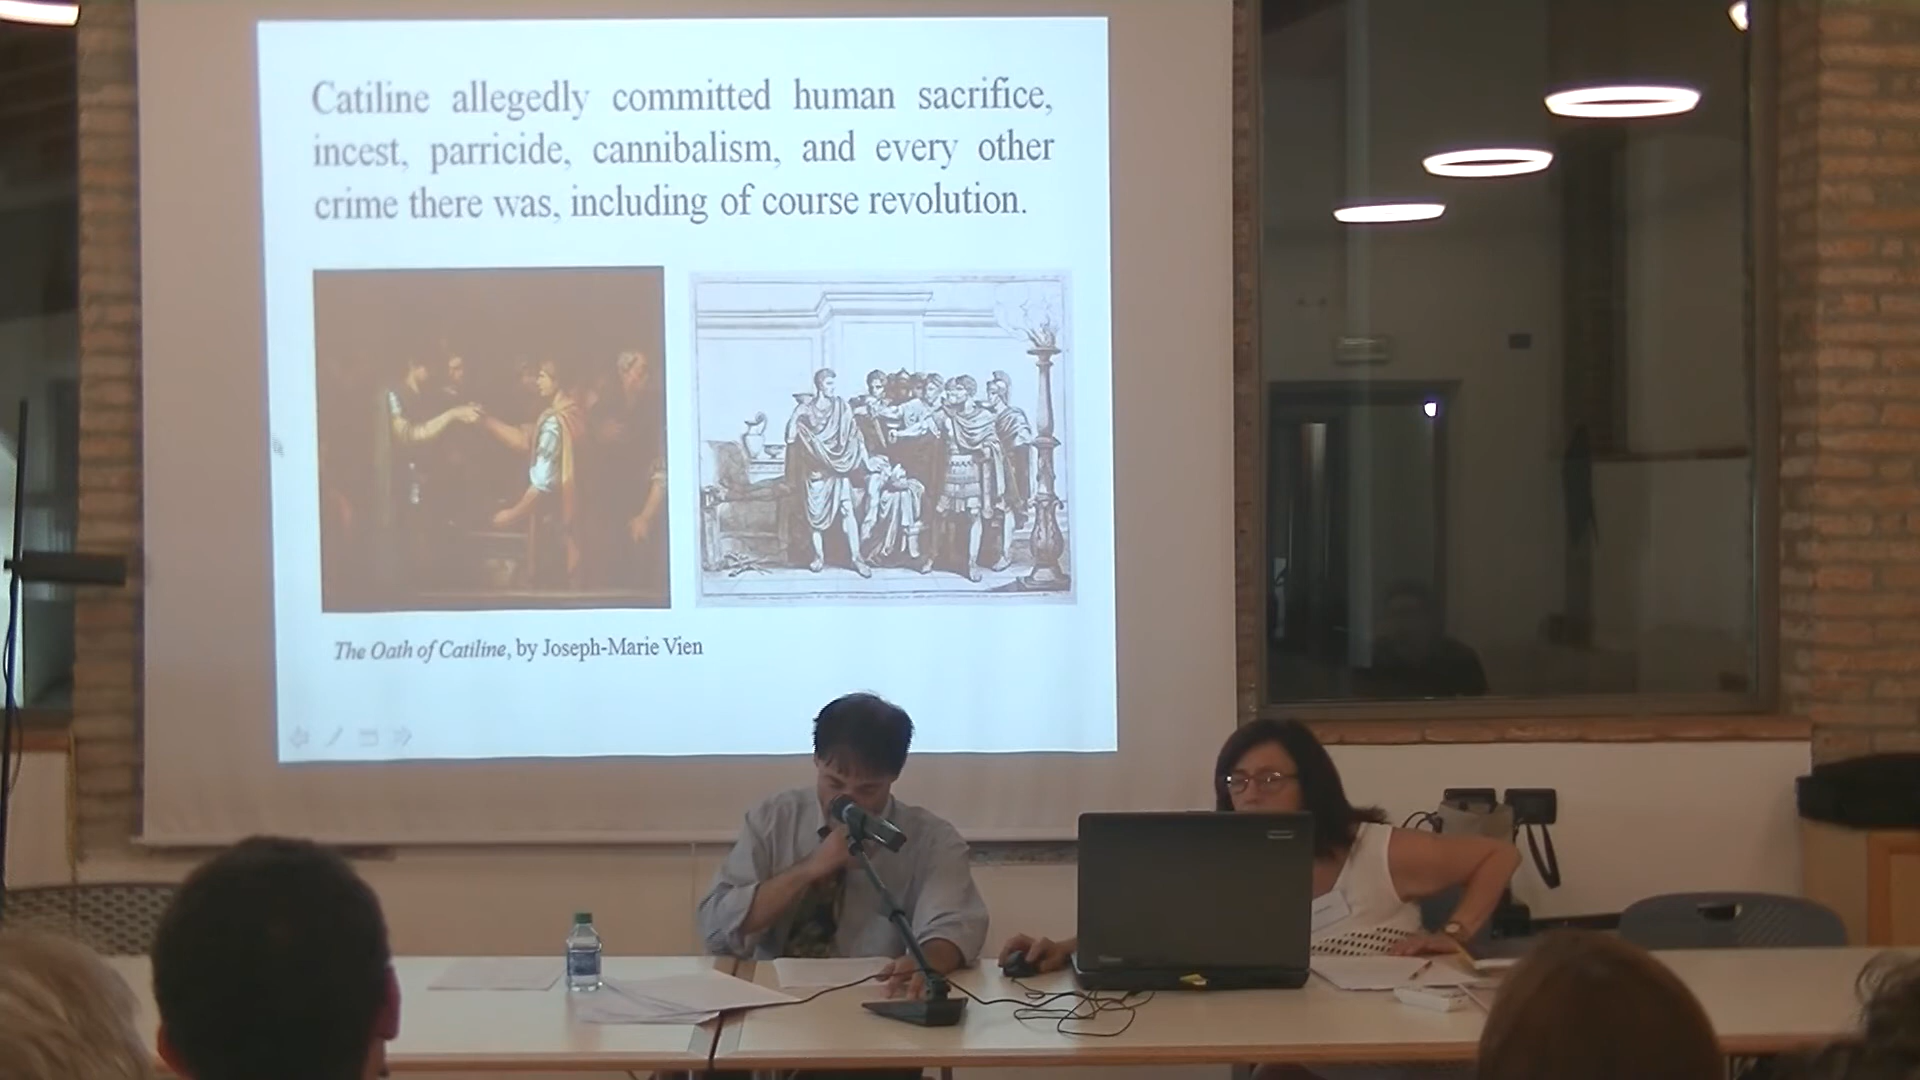 Catiline allegedly committed human sacrifice,
incest, parricide, cannibalism, and every other
crime there was, including of course revolution.
The Oath of Catiline, by Joseph-Marie Vien